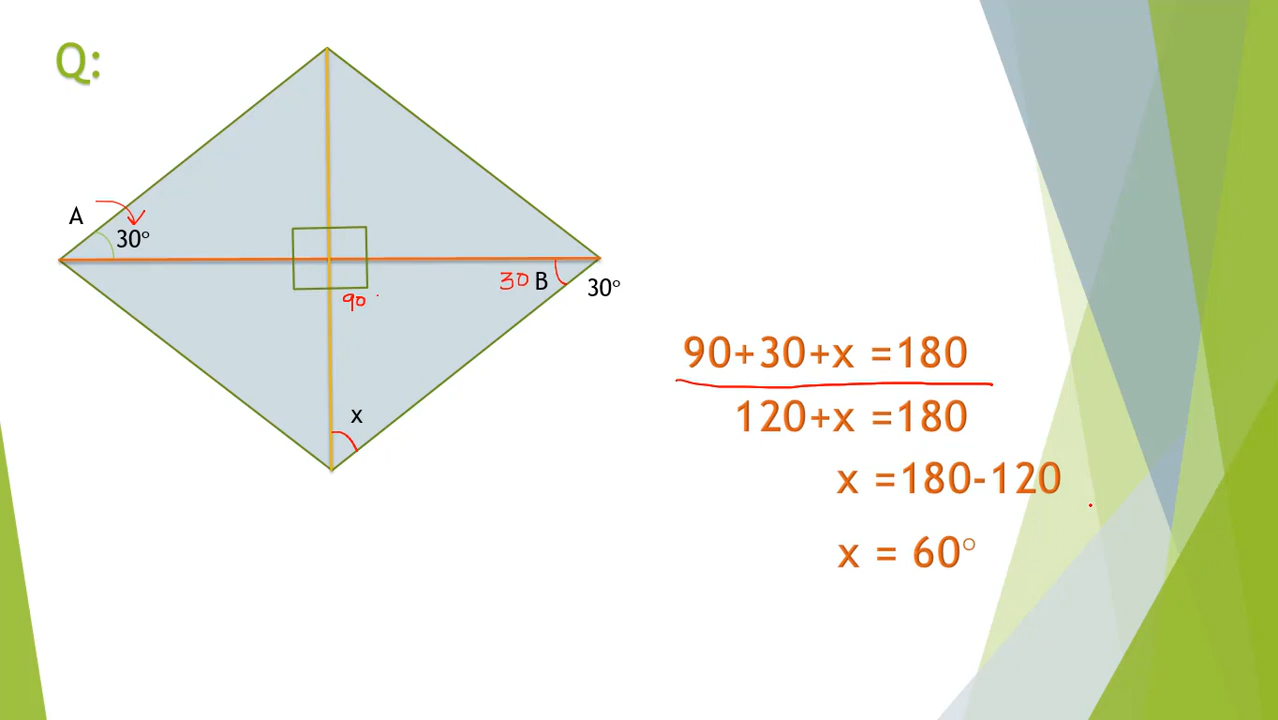 Q:
A
30°
30 B
30°
90
x
90+30+x =180
120+x =180
x =180-120
x = 60°